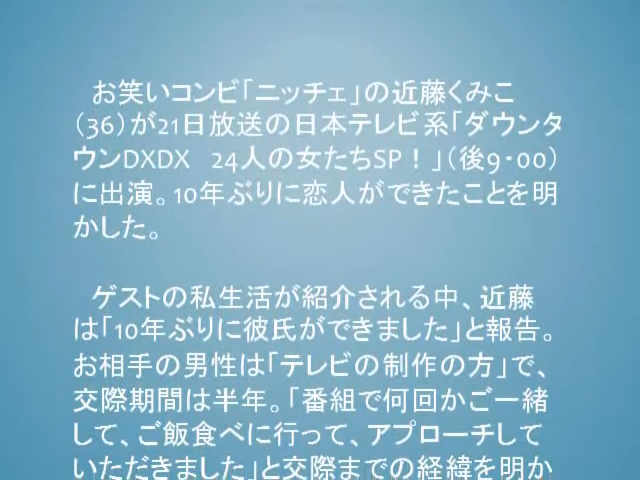 お笑いコンビ「ニッチェ」の近藤くみこ
（36）が21日放送の日本テレビ系「ダウンタ
ウンDXDX　24人の女たちSP！」（後9・00）
に出演。10年ぶりに恋人ができたことを明
かした。
ゲストの私生活が紹介される中、近藤
は「10年ぶりに彼氏ができました」と報告。
お相手の男性は「テレビの制作の方」で、
交際期間は半年。「番組で何回かご一緒
して、ご飯食べに行って、アプローチして
いただきました」と交際までの経緯を明か